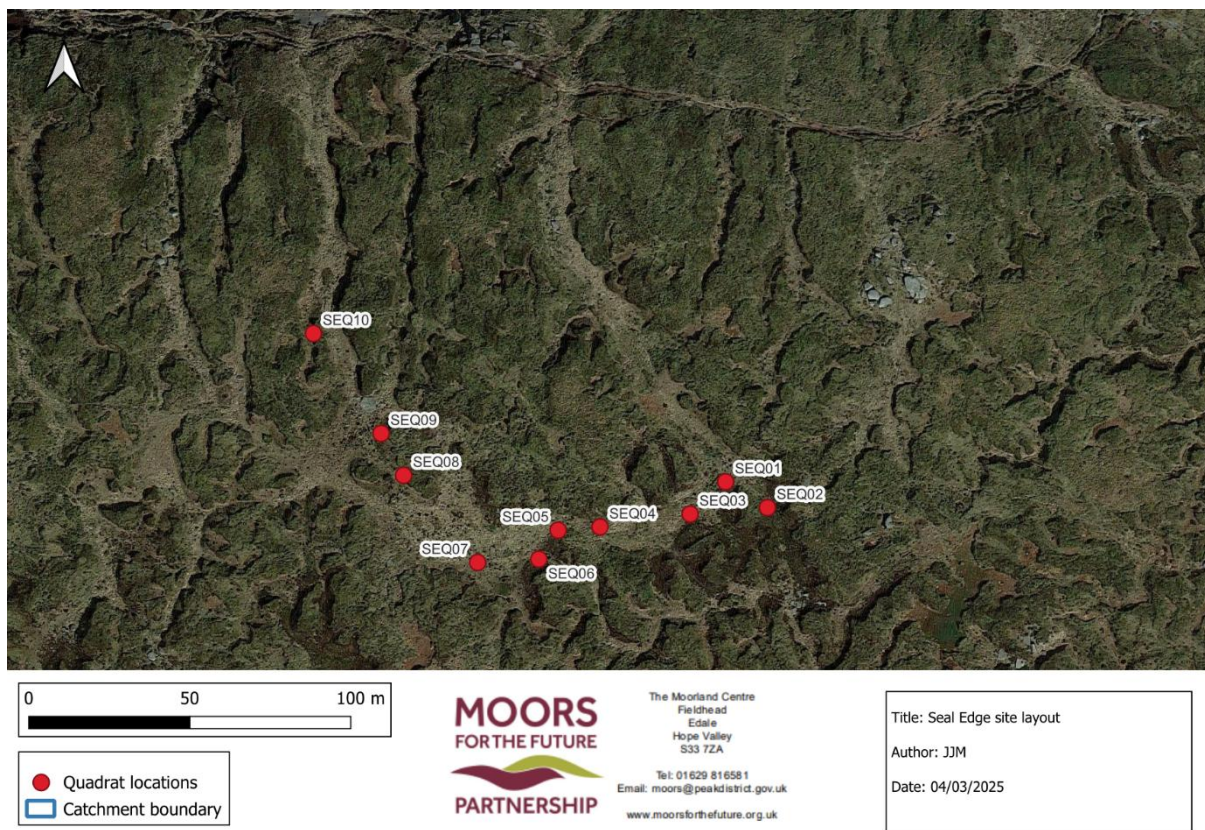 SEQ10
SEQ09
SEQ08
SEQ01
SEQ02
SEQ03
SEQ04
SEQ05
SEQ07
SEQ06
0 50 100 m
Quadrat locations
Catchment boundary
MOORS
FOR THE FUTURE
PARTNERSHIP
The Moorland Centre
Fieldhead
Edale
Hope Valley
S33 7ZA
Tel: 01629 816581
Email: moors@peakdistrict.gov.uk
www.moorsforthefuture.org.uk
Title: Seal Edge site layout
Author: JJM
Date: 04/03/2025